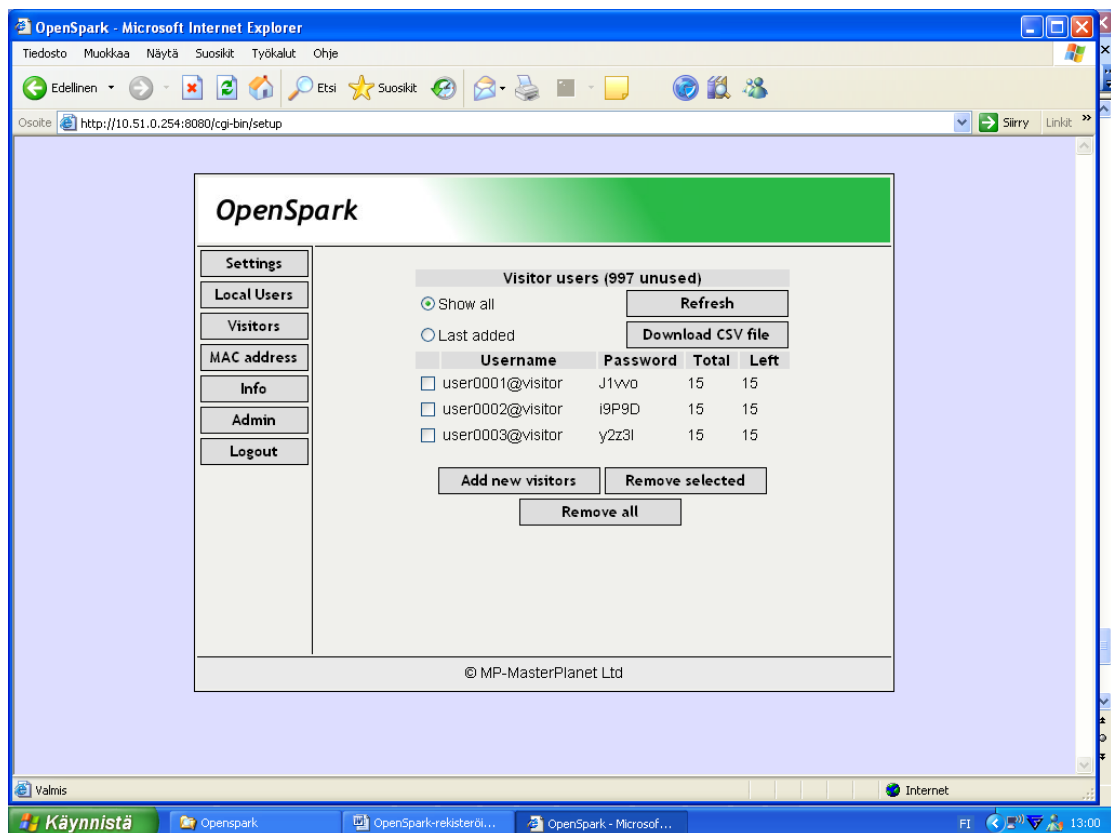 OpenSpark - Microsoft Internet Explorer
Tiedosto Muokkaa Näytä Suosikit Työkalut Ohje
Edellinen Etsi Suosikit
Osoite http://10.51.0.254:8080/cgi-bin/setup Siirry Linkit »
OpenSpark
Settings
Local Users
Visitors
MAC address
Info
Admin
Logout
Visitor users (997 unused)
Show all Refresh
Last added Download CSV file
Username Password Total Left
user0001@visitor J1vvo 15 15
user0002@visitor i9P9D 15 15
user0003@visitor 15 15
Add new visitors Remove selected
Remove all
© MP-MasterPlanet Ltd
Valmis Internet
Käynnistä Openspark OpenSpark-rekisteröi... OpenSpark - Microsof... FI 13:00